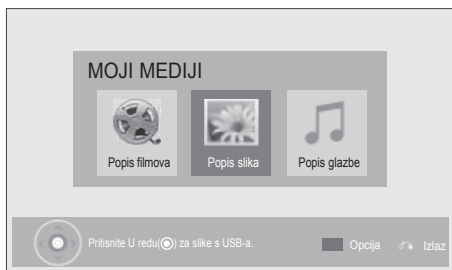 MOJI MEDIJI
Popis filmova Popis slika Popis glazbe
Pritisnite U redu(◉) za slike s USB-a. Opcija Izlaz